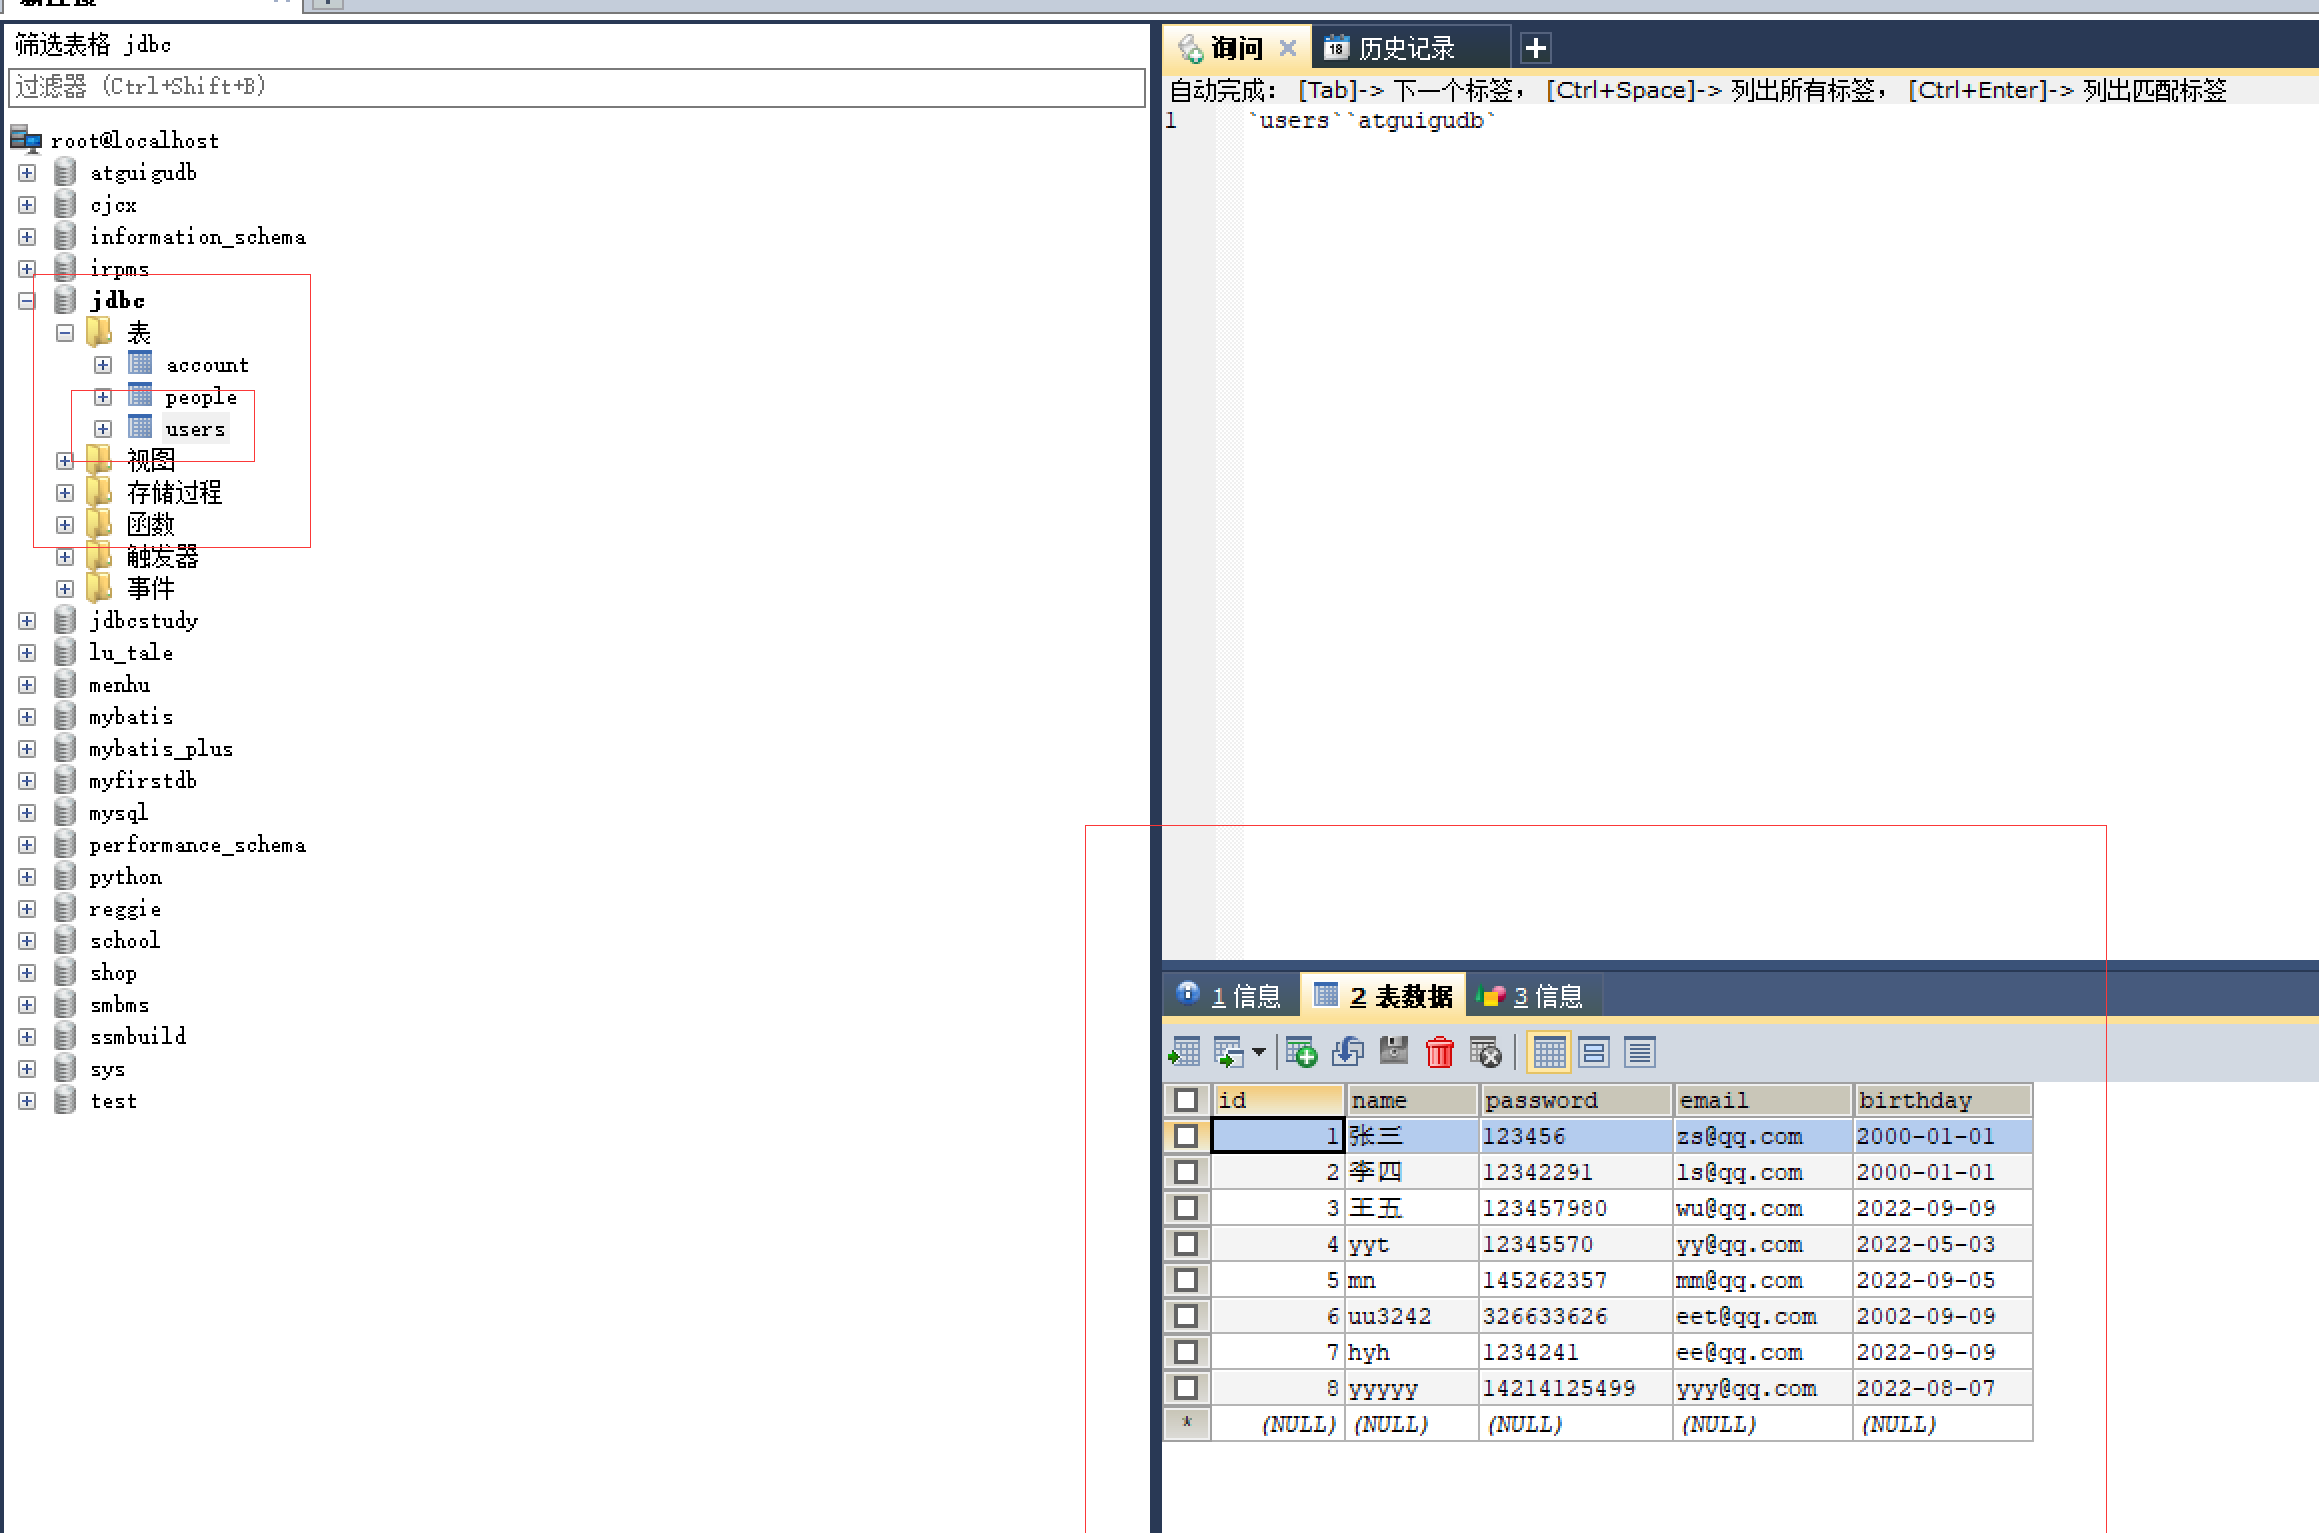 筛选表格 jdbc
过滤器 (Ctrl+Shift+B)
root@localhost
atguigudb
cjcx
information_schema
irpms
jdbc
表
account
people
users
视图
存储过程
函数
触发器
事件
jdbcstudy
lu_tale
menhu
mybatis
mybatis_plus
myfirstdb
mysql
performance_schema
python
reggie
school
shop
smbms
ssmbuild
sys
test
询问 历史记录
自动完成： [Tab]-> 下一个标签， [Ctrl+Space]-> 列出所有标签， [Ctrl+Enter]-> 列出匹配标签
1 `users``atguigudb`
1 信息 2 表数据 3 信息
id name password email birthday
1 张三 123456 zs@qq.com 2000-01-01
2 李四 12342291 ls@qq.com 2000-01-01
3 王五 123457980 wu@qq.com 2022-09-09
4 yyt 12345570 yy@qq.com 2022-05-03
5 mn 145262357 mm@qq.com 2022-09-05
6 uu3242 326633626 eet@qq.com 2002-09-09
7 hyh 1234241 ee@qq.com 2022-09-09
8 yyyyy 14214125499 yyy@qq.com 2022-08-07
* (NULL) (NULL) (NULL) (NULL) (NULL)